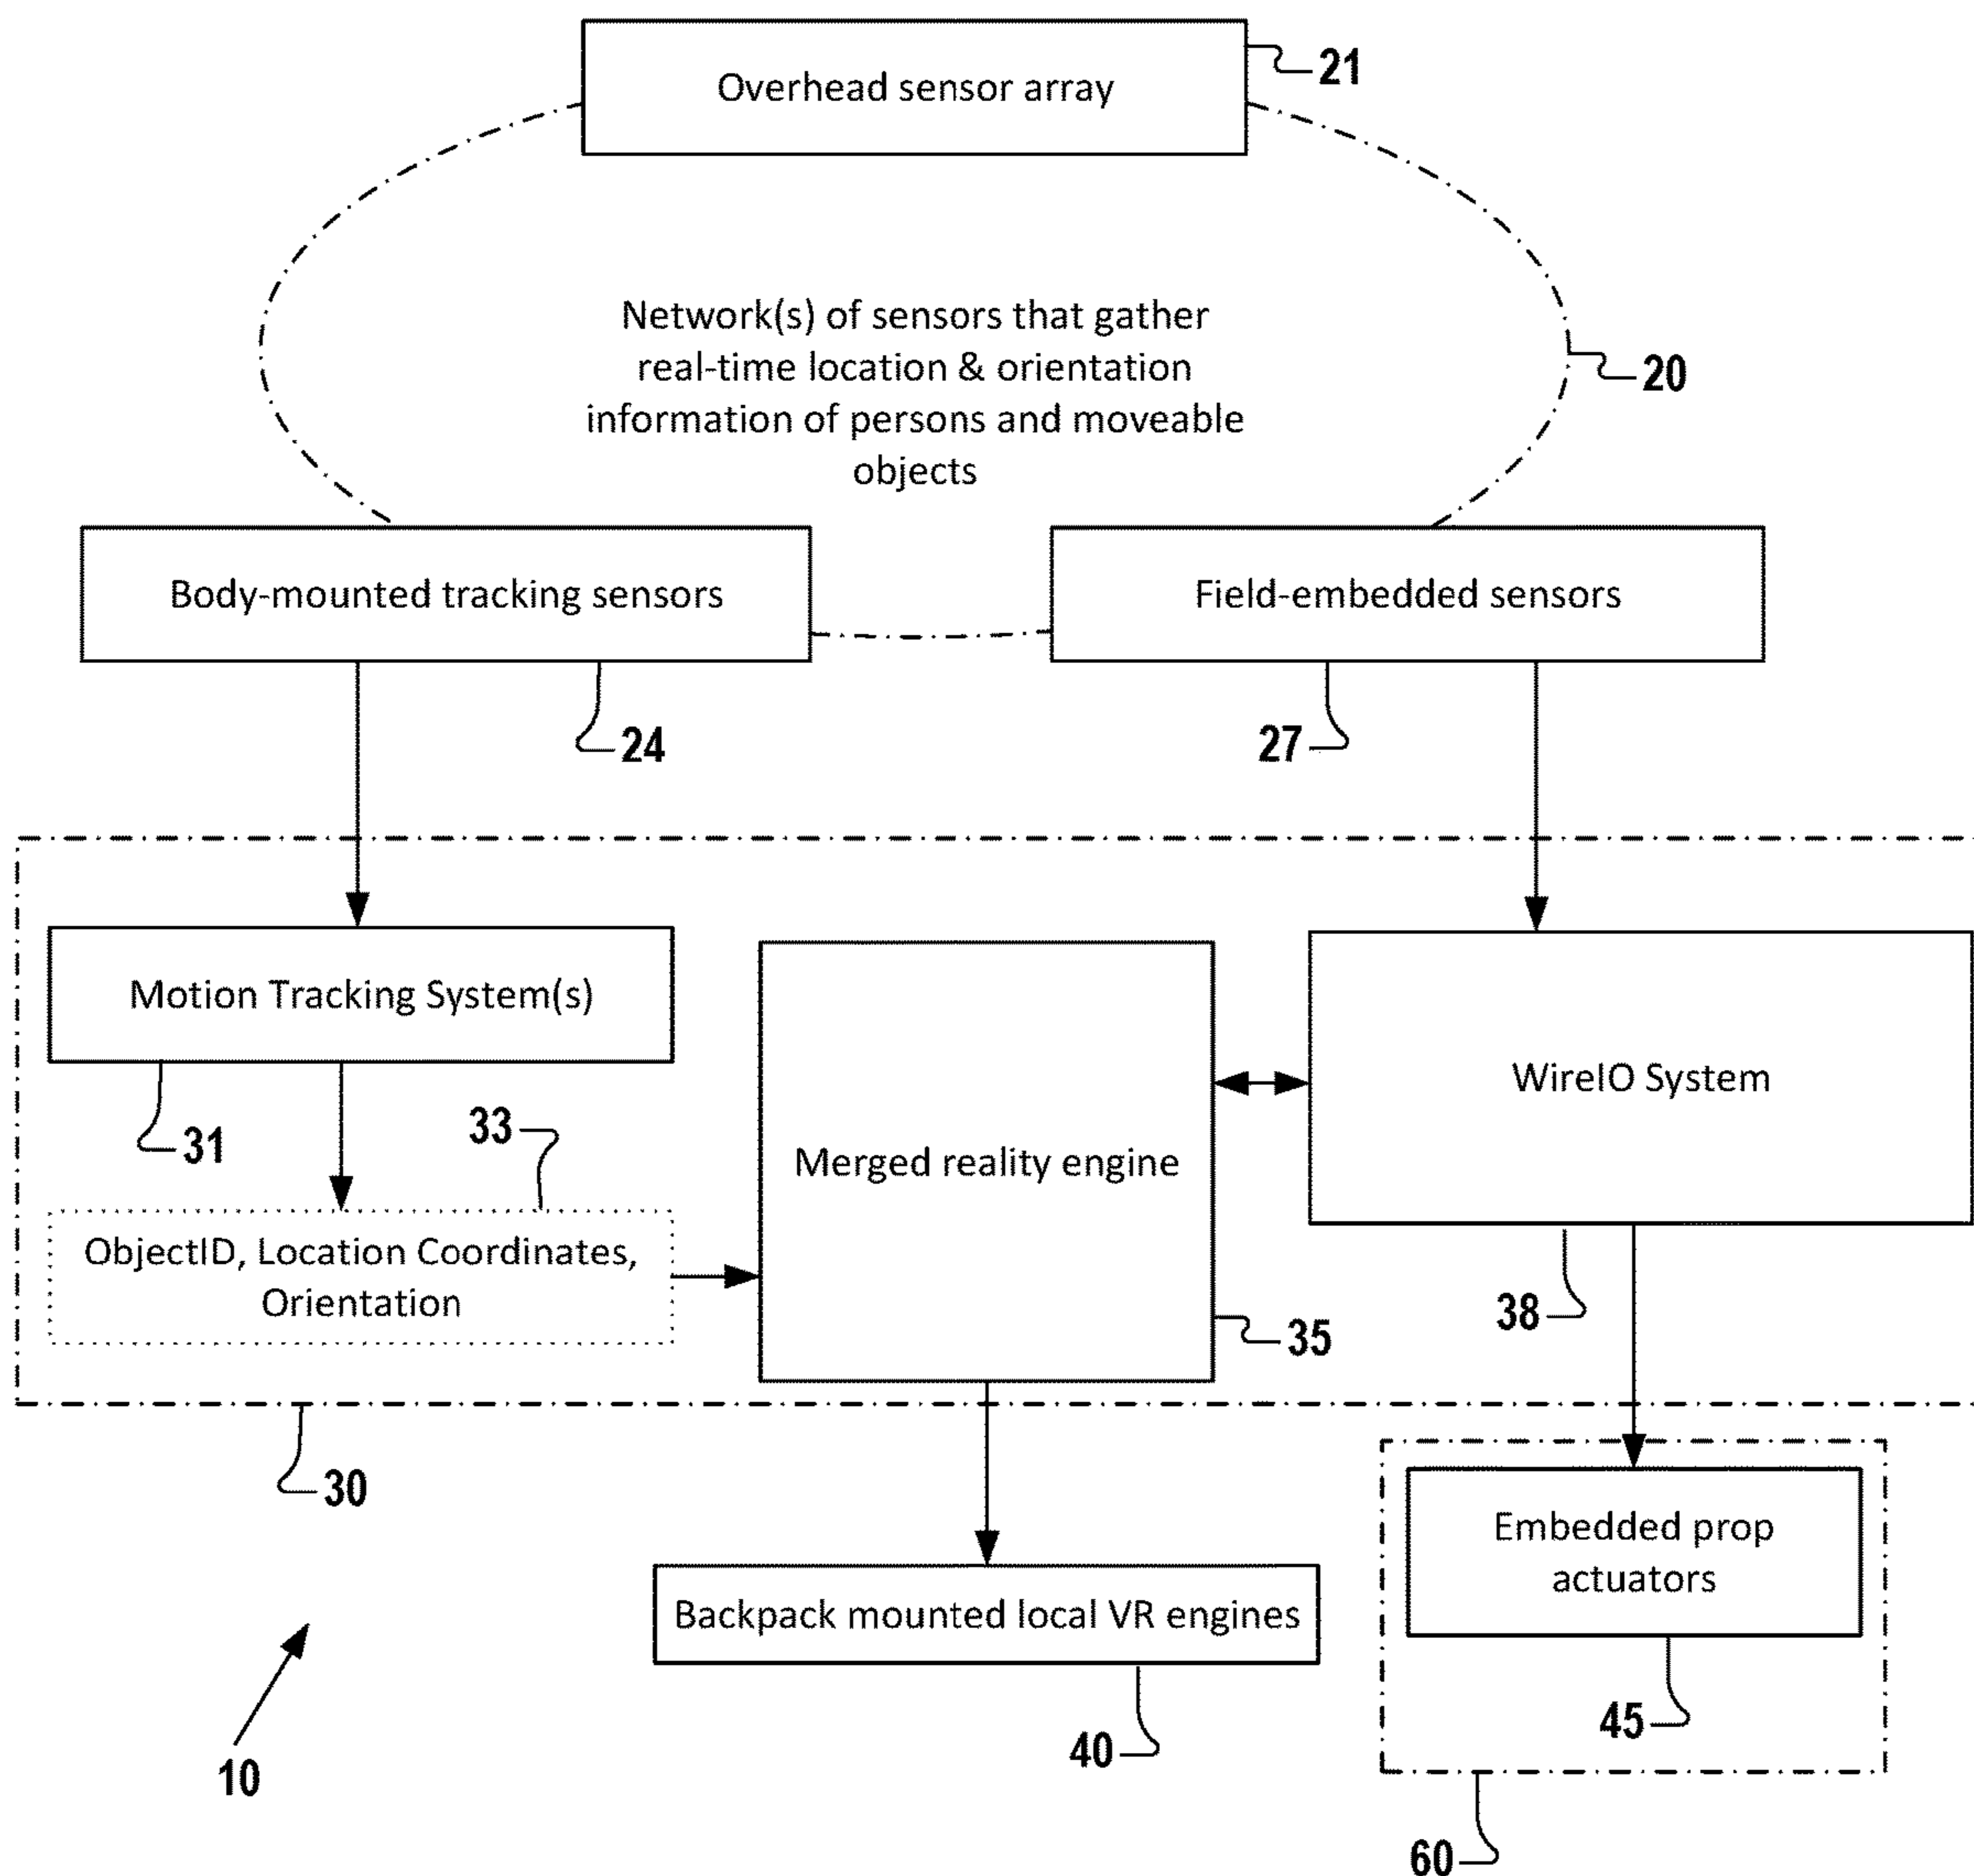 Overhead sensor array
21
Network(s) of sensors that gather
real-time location & orientation
information of persons and moveable
objects
20
Body-mounted tracking sensors
Field-embedded sensors
24
27
Motion Tracking System(s)
WireIO System
31
33
Merged reality engine
ObjectID, Location Coordinates,
Orientation
35
38
30
Embedded prop
actuators
Backpack mounted local VR engines
45
40
10
60